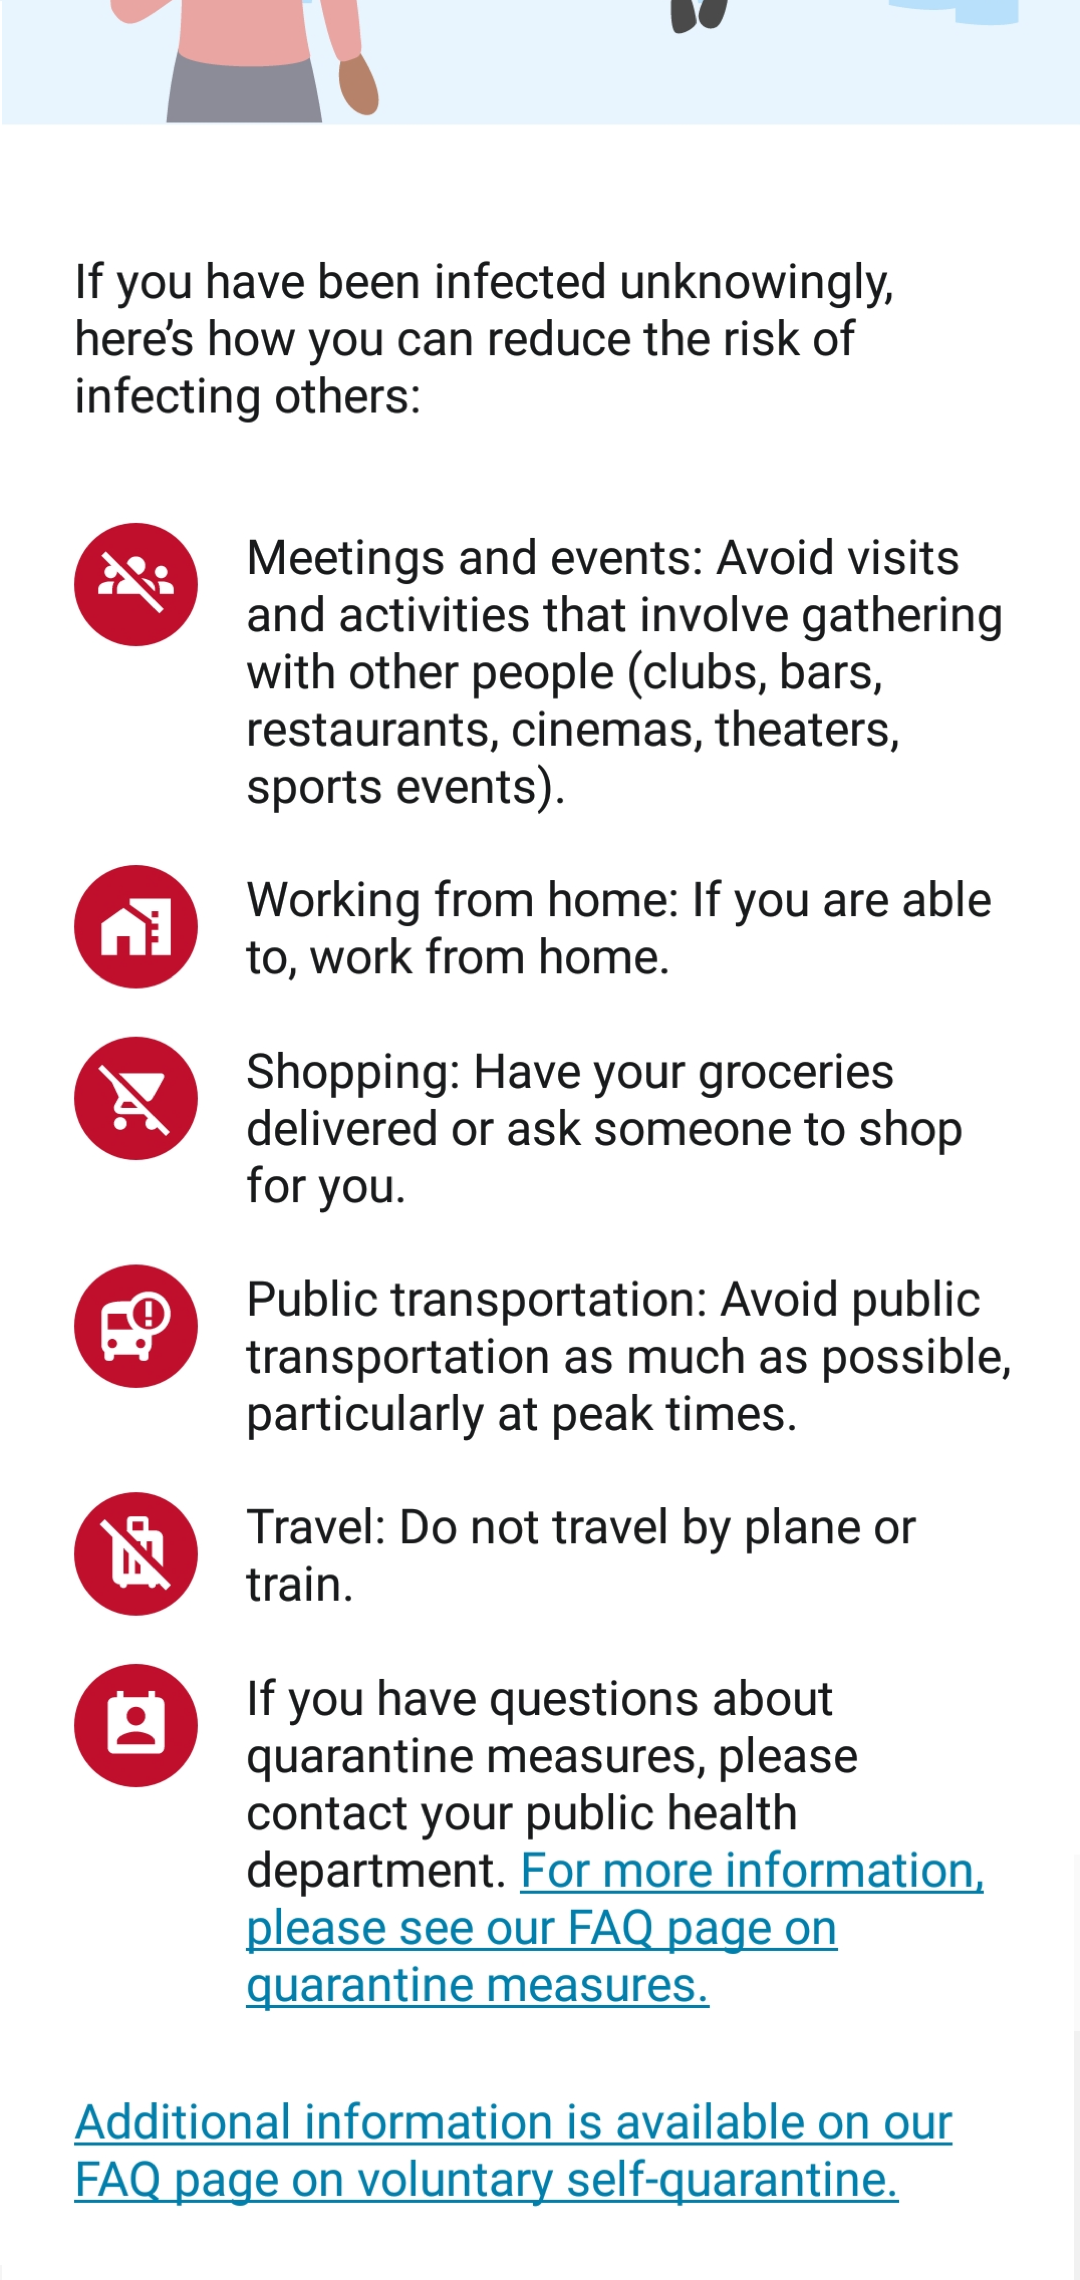 If you have been infected unknowingly,
here’s how you can reduce the risk of
infecting others:
Meetings and events: Avoid visits
and activities that involve gathering
with other people (clubs, bars,
restaurants, cinemas, theaters,
sports events).
Working from home: If you are able
to, work from home.
Shopping: Have your groceries
delivered or ask someone to shop
for you.
Public transportation: Avoid public
transportation as much as possible,
particularly at peak times.
Travel: Do not travel by plane or
train.
If you have questions about
quarantine measures, please
contact your public health
department. For more information,
please see our FAQ page on
quarantine measures.
Additional information is available on our
FAQ page on voluntary self-quarantine.